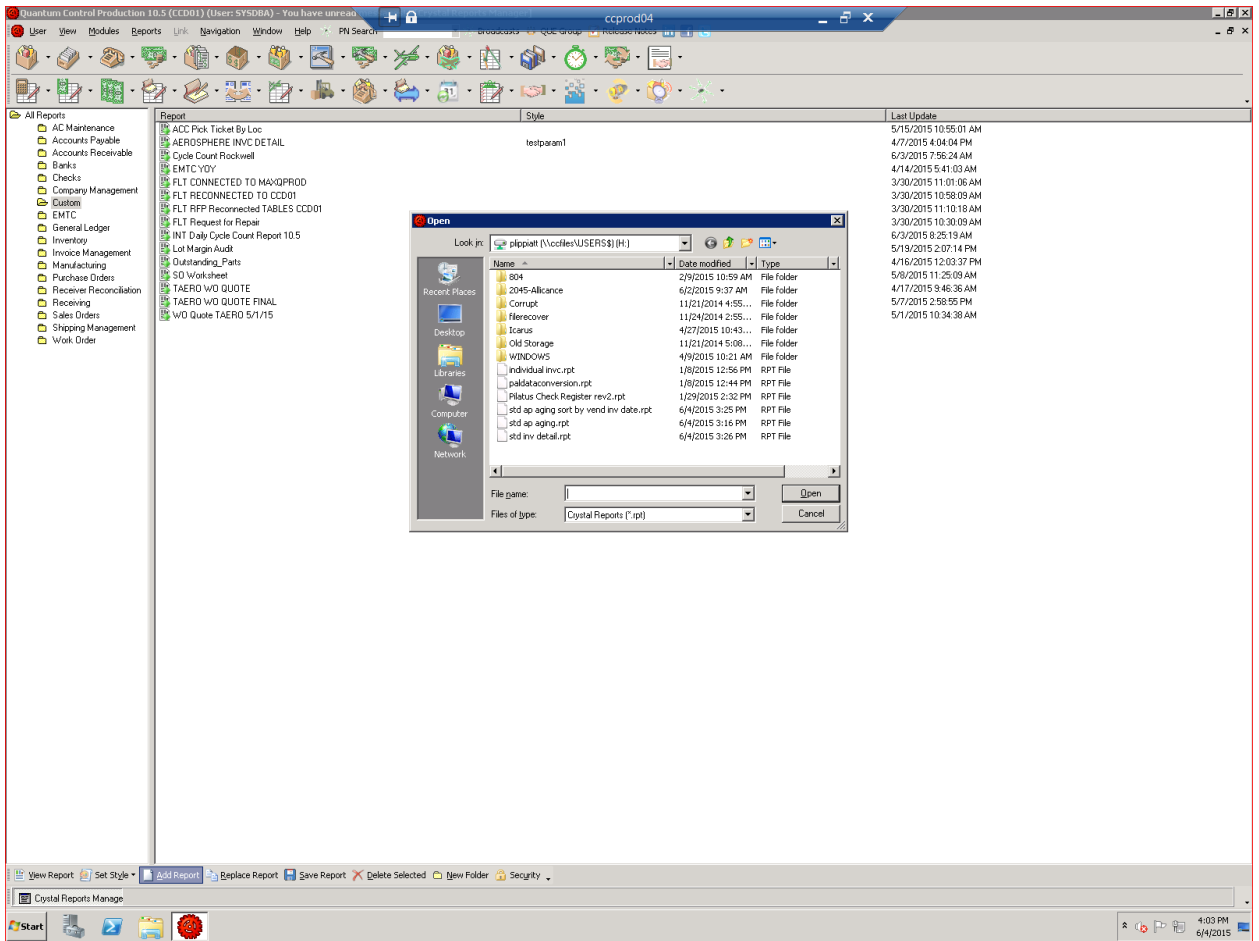 Quantum Control Production 10.5 (CCD01) (User: SYSDBA) - You have unread
ccprod04
User View Modules Reports Link Navigation Window Help PN Search Broadcasts QCE Group Release Notes
All Reports
AC Maintenance
Accounts Payable
Accounts Receivable
Banks
Checks
Company Management
Custom
EMTC
General Ledger
Inventory
Invoice Management
Manufacturing
Purchase Orders
Receiver Reconciliation
Receiving
Sales Orders
Shipping Management
Work Order
Report Style Last Update
ACC Pick Ticket By Loc 5/15/2015 10:55:01 AM
AEROSPHERE INVC DETAIL testparam1 4/7/2015 4:04:04 PM
Cycle Count Rockwell 6/3/2015 7:56:24 AM
EMTC YOY 4/14/2015 5:41:03 AM
FLT CONNECTED TO MAXQPROD 3/30/2015 11:01:06 AM
FLT RECONNECTED TO CCD01 3/30/2015 10:58:09 AM
FLT RFP Reconnected TABLES CCD01 3/30/2015 11:10:18 AM
FLT Request for Repair 3/30/2015 10:30:09 AM
INT Daily Cycle Count Report 10.5 6/3/2015 8:25:19 AM
Lot Margin Audit 5/19/2015 2:07:14 PM
Outstanding_Parts 4/16/2015 12:03:37 PM
SO Worksheet 5/8/2015 11:25:09 AM
TAERO WO QUOTE 4/17/2015 9:46:36 AM
TAERO WO QUOTE FINAL 5/7/2015 2:58:55 PM
WO Quote TAERO 5/1/15 5/1/2015 10:34:38 AM
Open
Look in: plippiatt (\\ccfiles\USERS$) (H:)
Recent Places
Desktop
Libraries
Computer
Network
Name Date modified Type
804 2/9/2015 10:59 AM File folder
2045-Allicance 6/2/2015 9:37 AM File folder
Corrupt 11/21/2014 4:55... File folder
filerecover 11/24/2014 2:55... File folder
Icarus 4/27/2015 10:43... File folder
Old Storage 11/21/2014 5:08... File folder
WINDOWS 4/9/2015 10:21 AM File folder
individual invc.rpt 1/8/2015 12:56 PM RPT File
paldataconversion.rpt 1/8/2015 12:44 PM RPT File
Pilatus Check Register rev2.rpt 1/29/2015 2:32 PM RPT File
std ap aging sort by vend inv date.rpt 6/4/2015 3:25 PM RPT File
std ap aging.rpt 6/4/2015 3:16 PM RPT File
std inv detail.rpt 6/4/2015 3:26 PM RPT File
File name: Open
Files of type: Crystal Reports (*.rpt) Cancel
View Report Set Style Add Report Replace Report Save Report Delete Selected New Folder Security
Crystal Reports Manage
Start
4:03 PM
6/4/2015